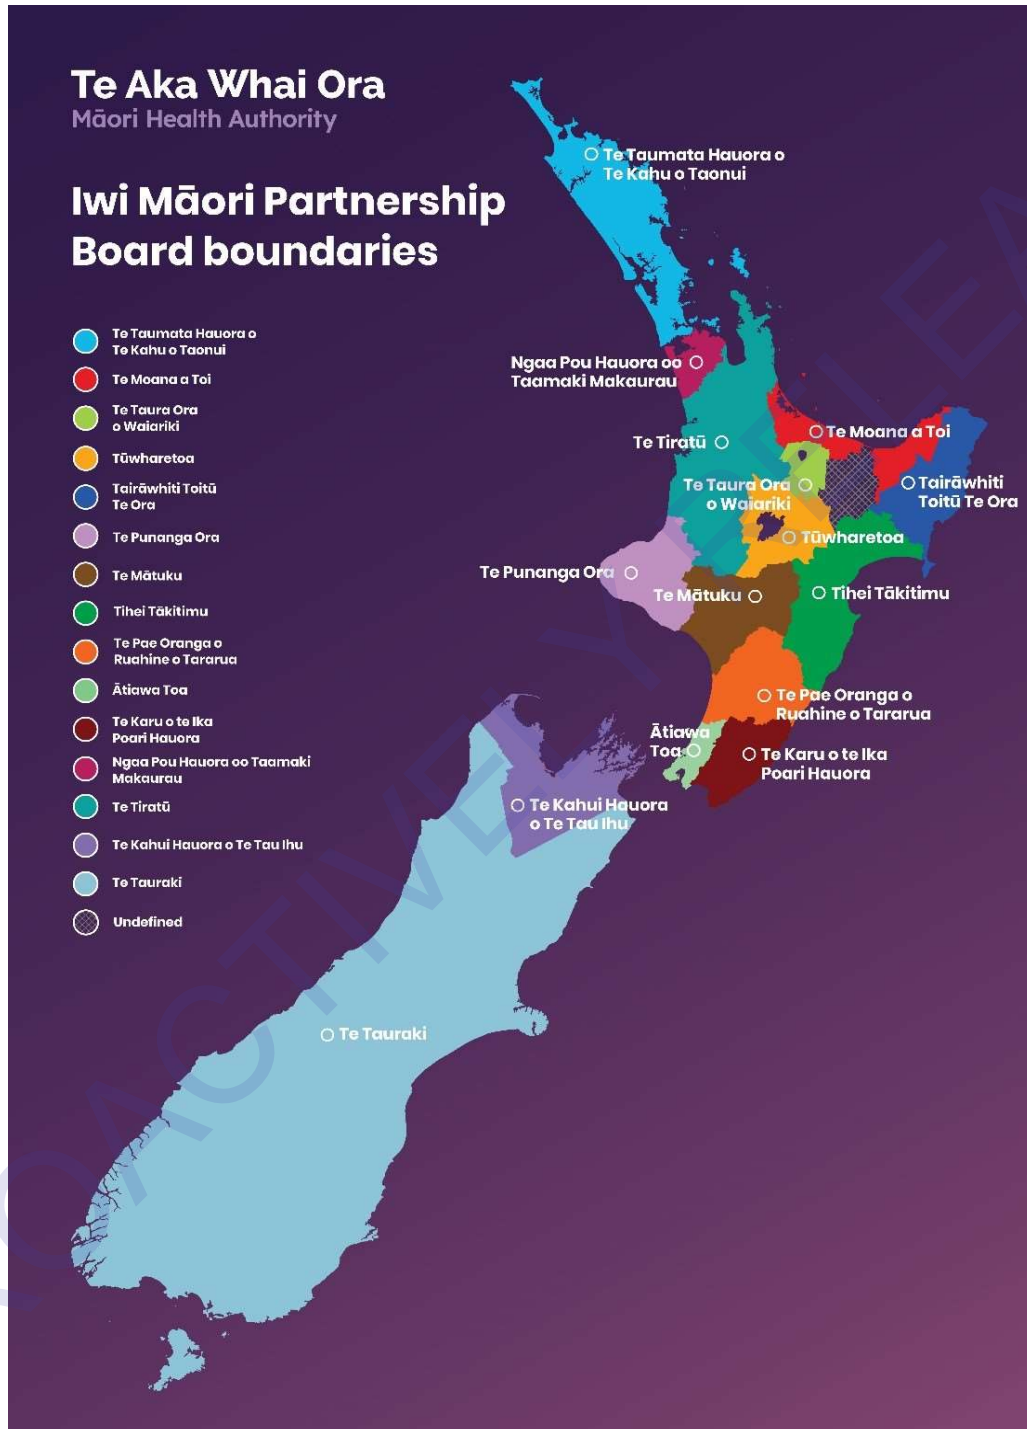 Te Aka Whai Ora
Māori Health Authority
Iwi Māori Partnership
Board boundaries
Te Taumata Hauora o
Te Kahu o Taonui
Te Moana a Toi
Te Taura Ora
o Waiariki
Tūwharetoa
Tairāwhiti Toitū
Te Ora
Te Punanga Ora
Te Mātuku
Tihei Tākitimu
Te Pae Oranga o
Ruahine o Tararua
Ātiawa Toa
Te Karu o te Ika
Poari Hauora
Ngaa Pou Hauora oo Taamaki
Makaurau
Te Tiratū
Te Kahui Hauora o Te Tau Ihu
Te Tauraki
Undefined
Te Taumata Hauora o
Te Kahu o Taonui
Ngaa Pou Hauora oo
Taamaki Makaurau
Te Tiratū
Te Moana a Toi
Te Taura Ora
o Waiariki
Tairāwhiti
Toitū Te Ora
Tūwharetoa
Te Punanga Ora
Te Mātuku
Tihei Tākitimu
Te Pae Oranga o
Ruahine o Tararua
Ātiawa
Toa
Te Karu o te Ika
Poari Hauora
Te Kahui Hauora
o Te Tau Ihu
Te Tauraki